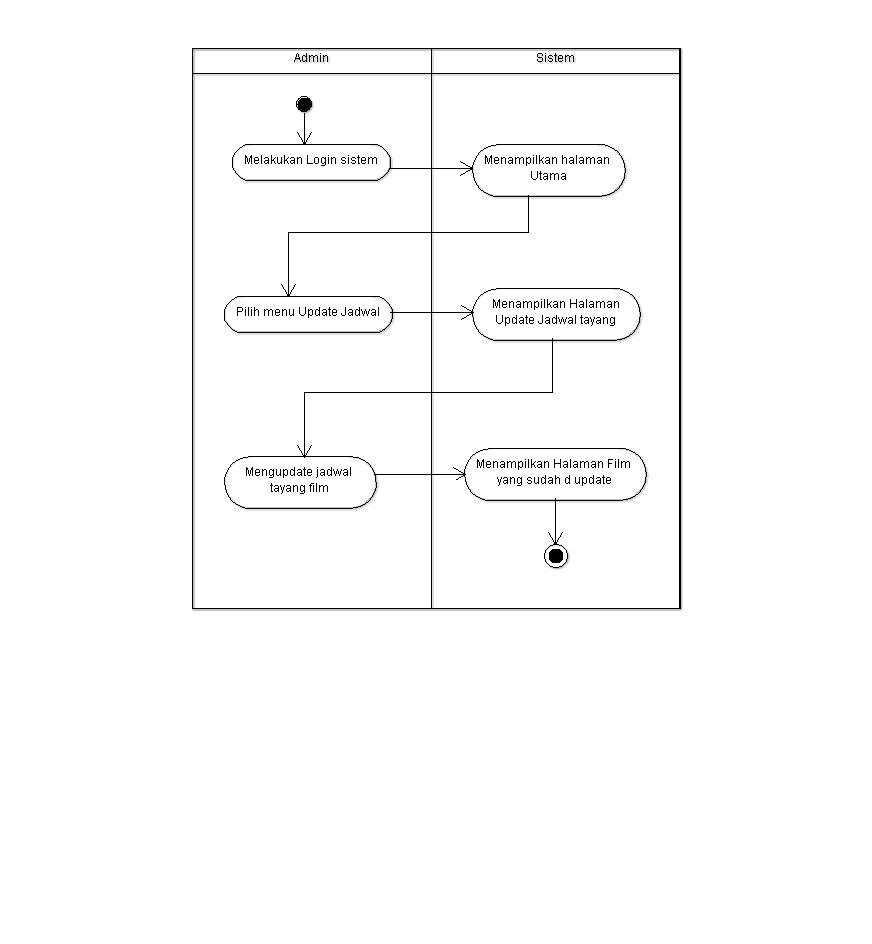 Admin
Sistem
Melakukan Login sistem
Menampilkan halaman
Utama
Pilih menu Update Jadwal
Menampilkan Halaman
Update Jadwal tayang
Mengupdate jadwal
tayang film
Menampilkan Halaman Film
yang sudah d update